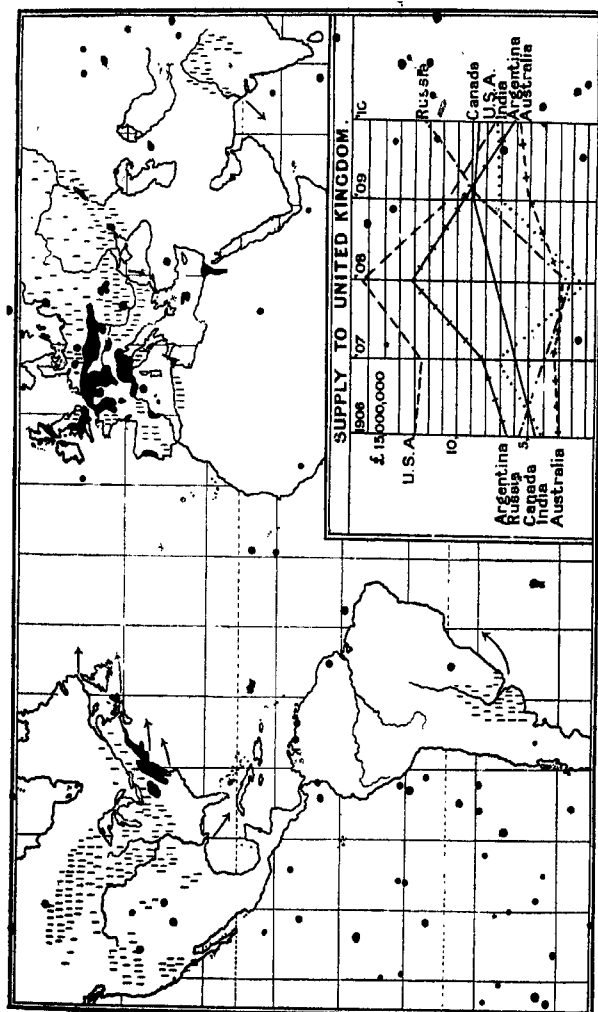 SUPPLY TO UNITED KINGDOM.
1906 '07 '08 '09 '10
£ 15,000,000
U.S.A.
10.
Argentina
Russia
Canada
5.
India
Australia
Russia
Canada
U.S.A.
India
Argentina
Australia